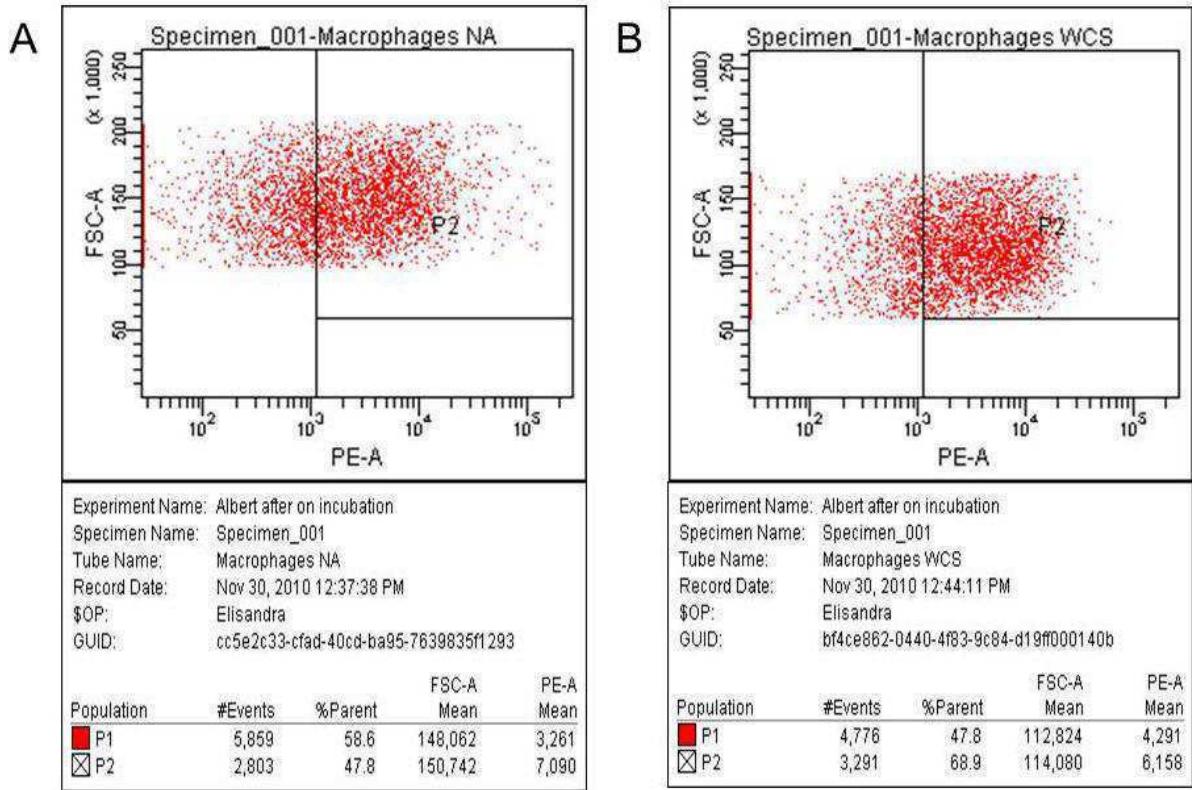 A
Specimen_001-Macrophages NA
(x 1,000)
250
200
150
100
50
FSC-A
P2
10² 10³ 10⁴ 10⁵
PE-A
Experiment Name: Albert after on incubation
Specimen Name: Specimen_001
Tube Name: Macrophages NA
Record Date: Nov 30, 2010 12:37:38 PM
$OP: Elisandra
GUID: cc5e2c33-cfad-40cd-ba95-7639835f1293
FSC-A PE-A
Population #Events %Parent Mean Mean
P1 5,859 58.6 148,062 3,261
P2 2,803 47.8 150,742 7,090
B
Specimen_001-Macrophages WCS
(x 1,000)
250
200
150
100
50
FSC-A
P2
10² 10³ 10⁴ 10⁵
PE-A
Experiment Name: Albert after on incubation
Specimen Name: Specimen_001
Tube Name: Macrophages WCS
Record Date: Nov 30, 2010 12:44:11 PM
$OP: Elisandra
GUID: bf4ce862-0440-4f83-9c84-d19ff000140b
FSC-A PE-A
Population #Events %Parent Mean Mean
P1 4,776 47.8 112,824 4,291
P2 3,291 68.9 114,080 6,158